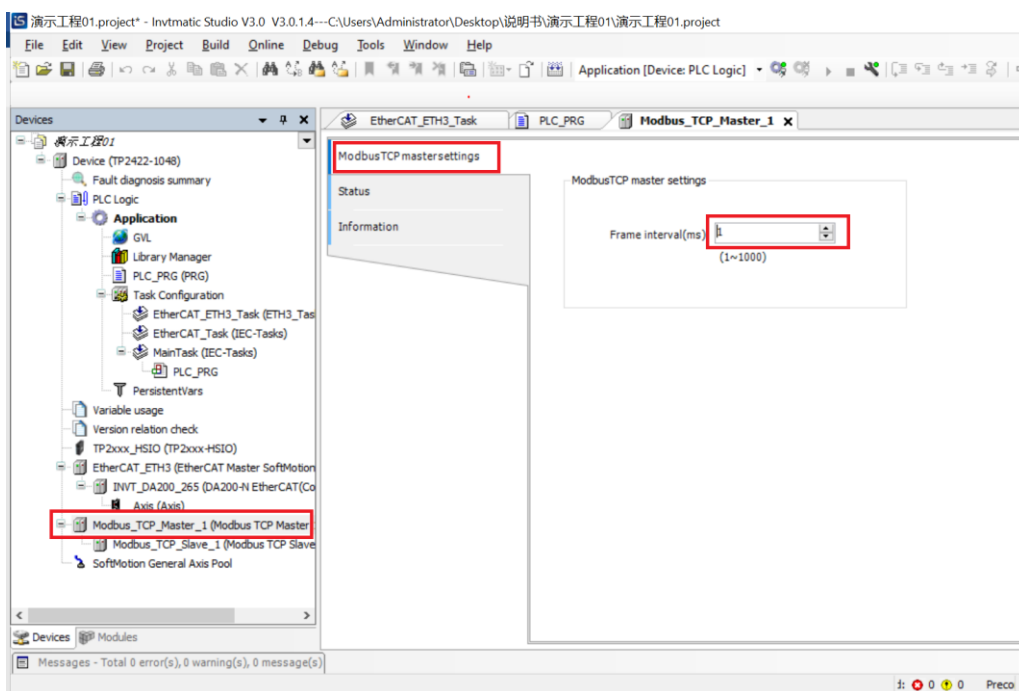 演示工程01.project* - Invtmatic Studio V3.0 V3.0.1.4---C:\Users\Administrator\Desktop\说明书\演示工程01\演示工程01.project
File Edit View Project Build Online Debug Tools Window Help
Application [Device: PLC Logic]
Devices
EtherCAT_ETH3_Task PLC_PRG Modbus_TCP_Master_1
演示工程01
Device (TP2422-1048)
Fault diagnosis summary
PLC Logic
Application
GVL
Library Manager
PLC_PRG (PRG)
Task Configuration
EtherCAT_ETH3_Task (ETH3_Tas
EtherCAT_Task (IEC-Tasks)
MainTask (IEC-Tasks)
PLC_PRG
PersistentVars
Variable usage
Version relation check
TP2xxx_HSIO (TP2xxx-HSIO)
EtherCAT_ETH3 (EtherCAT Master SoftMotion
INVT_DA200_265 (DA200-N EtherCAT(Co
Axis (Axis)
Modbus_TCP_Master_1 (Modbus TCP Master
Modbus_TCP_Slave_1 (Modbus TCP Slave
SoftMotion General Axis Pool
ModbusTCP mastersettings
Status
Information
ModbusTCP master settings
Frame interval(ms) 1
(1~1000)
Devices Modules
Messages - Total 0 error(s), 0 warning(s), 0 message(s)
0 0 Preco